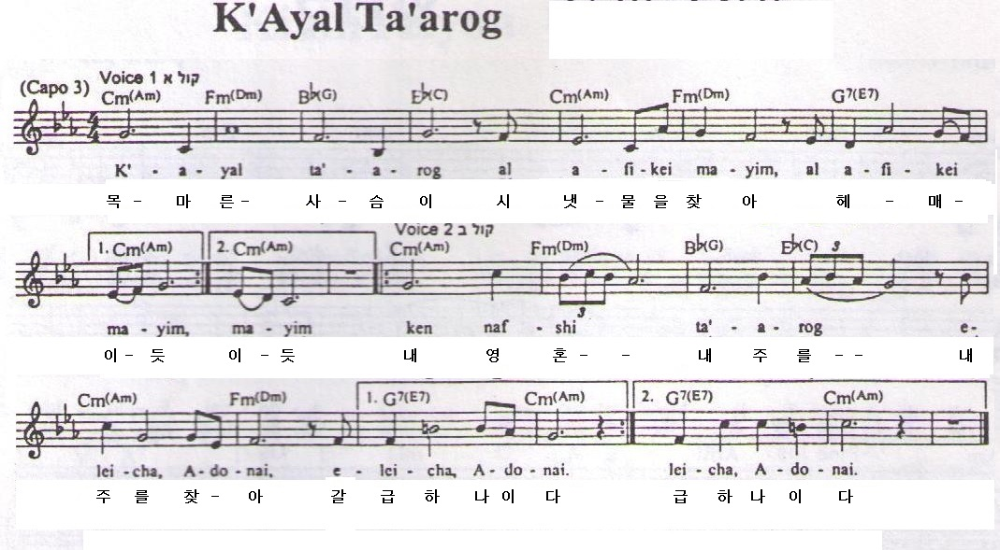 K'Ayal Ta'arog
Voice 1 קול א
(Capo 3) Cm(Am) Fm(Dm) B♭(G) E♭(C) Cm(Am) Fm(Dm) G7(E7)
4/4
K' - a - yal ta' - a - rog al a - fi - kei ma - yim, al a - fi - kei
목 - 마 른 - 사 - 슴 이 시 냇 - 물 을 찾 아 헤 - 매 -
Voice 2 קול ב
1. Cm(Am) 2. Cm(Am) Cm(Am) Fm(Dm) B♭(G) E♭(C) 3
3
ma - yim, ma - yim ken naf - shi ta' - a - rog e-
이 - 듯 이 - 듯 내 영 혼 - - 내 주 를 - - 내
Cm(Am) Fm(Dm) 1. G7(E7) Cm(Am) 2. G7(E7) Cm(Am)
lei - cha, A - do - nai, e - lei - cha, A - do - nai. lei - cha, A - do - nai.
주 를 찾 - 아 갈 급 하 나 이 다 급 하 나 이 다